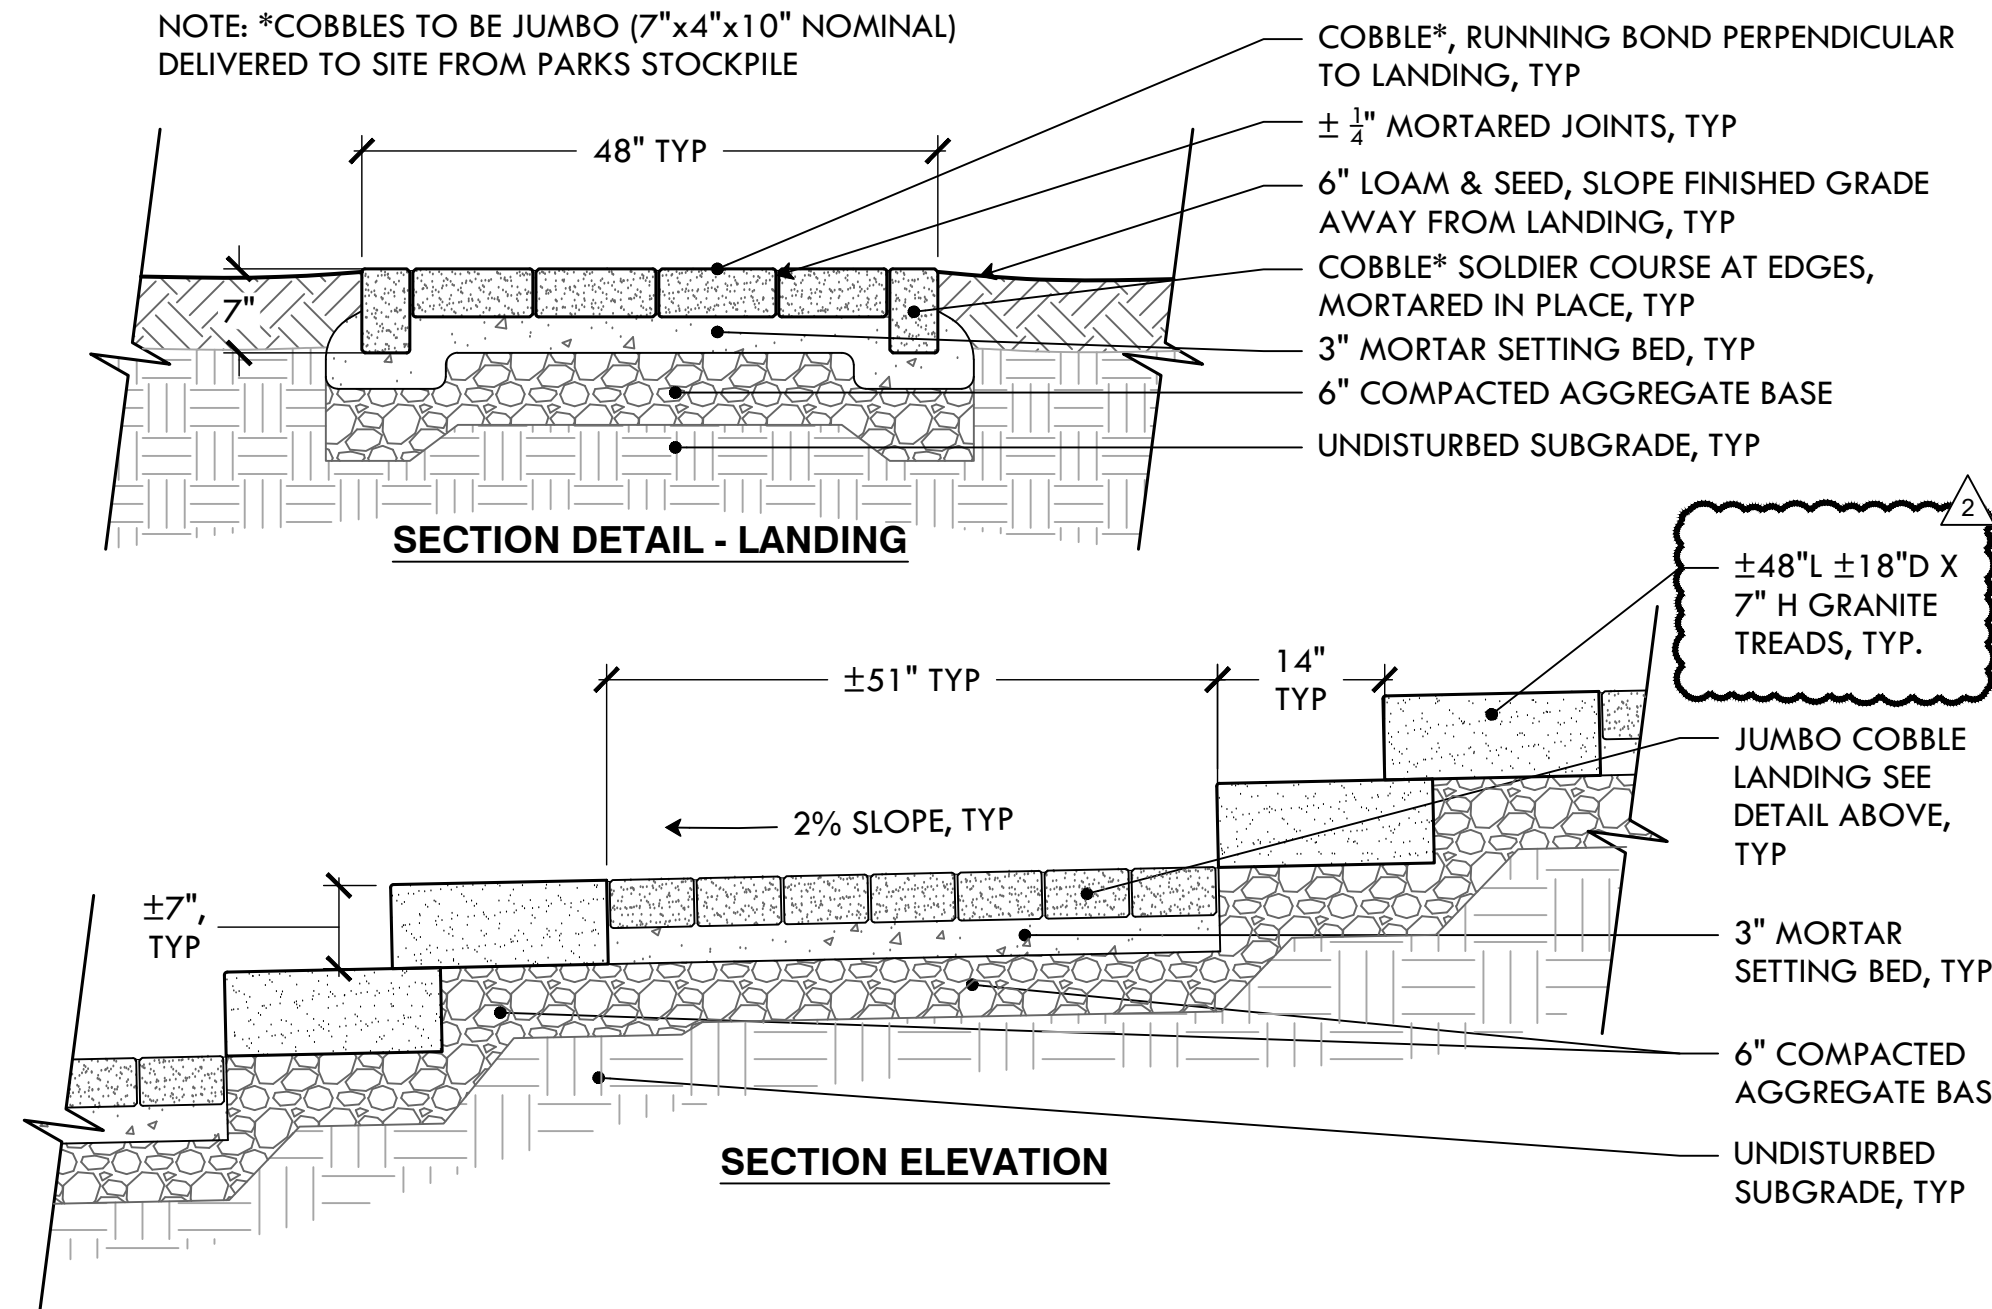 NOTE: *COBBLES TO BE JUMBO (7"x4"x10" NOMINAL)
DELIVERED TO SITE FROM PARKS STOCKPILE
COBBLE*, RUNNING BOND PERPENDICULAR
TO LANDING, TYP
± 1/4" MORTARED JOINTS, TYP
6" LOAM & SEED, SLOPE FINISHED GRADE
AWAY FROM LANDING, TYP
COBBLE* SOLDIER COURSE AT EDGES,
MORTARED IN PLACE, TYP
3" MORTAR SETTING BED, TYP
6" COMPACTED AGGREGATE BASE
UNDISTURBED SUBGRADE, TYP
48" TYP
7"
SECTION DETAIL - LANDING
2
±48"L ±18"D X
7" H GRANITE
TREADS, TYP.
±51" TYP
14"
TYP
2% SLOPE, TYP
±7",
TYP
JUMBO COBBLE
LANDING SEE
DETAIL ABOVE,
TYP
3" MORTAR
SETTING BED, TYP
6" COMPACTED
AGGREGATE BAS
UNDISTURBED
SUBGRADE, TYP
SECTION ELEVATION